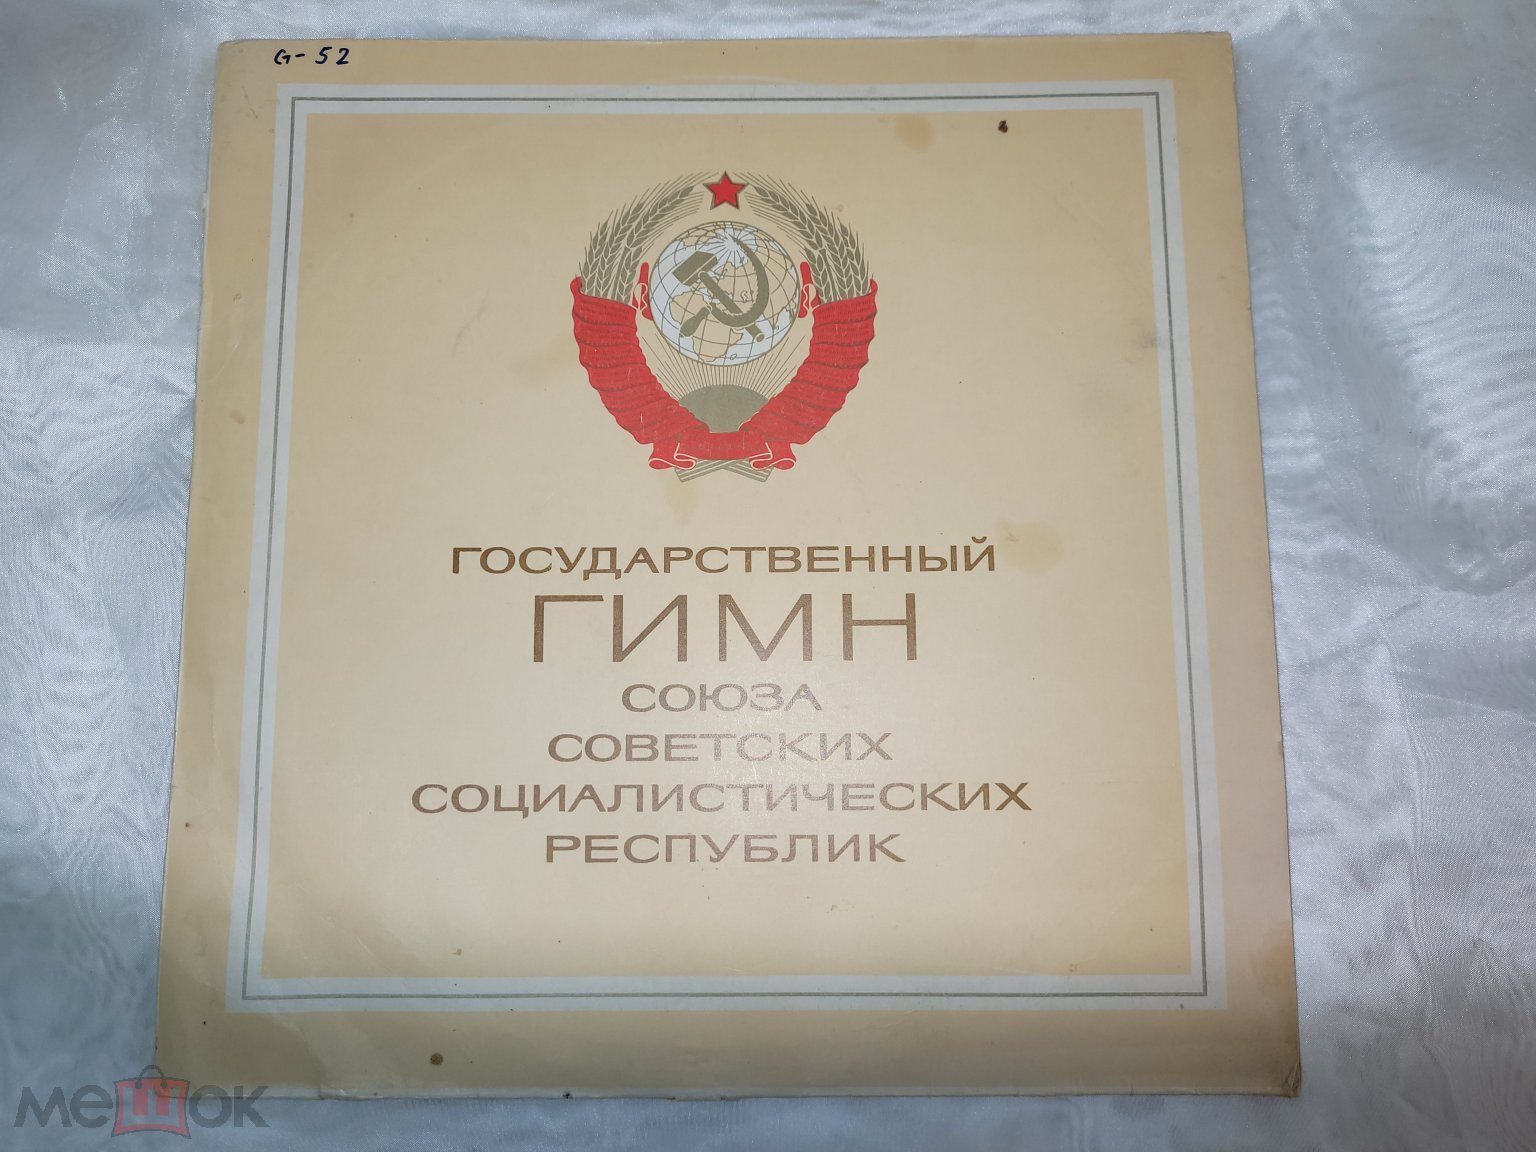 G-52
ГОСУДАРСТВЕННЫЙ
ГИМН
СОЮЗА
СОВЕТСКИХ
СОЦИАЛИСТИЧЕСКИХ
РЕСПУБЛИК
мешок